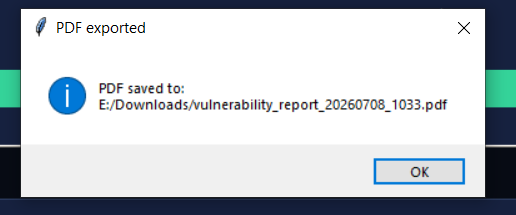 PDF exported
PDF saved to:
E:/Downloads/vulnerability_report_20260708_1033.pdf
OK